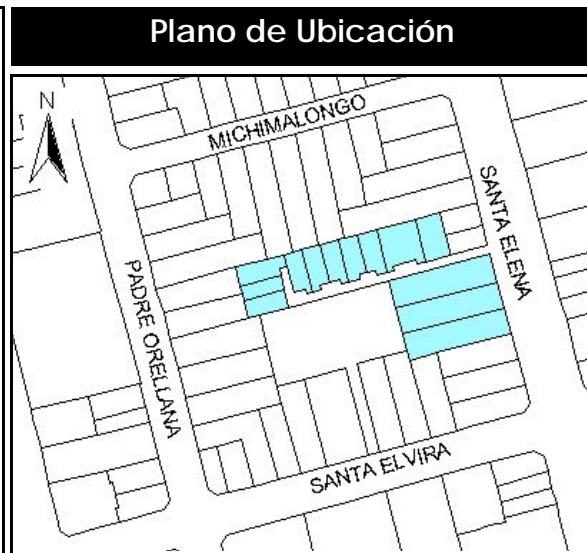 Plano de Ubicación
N
MICHIMALONGO
SANTA ELENA
PADRE ORELLANA
SANTA ELVIRA